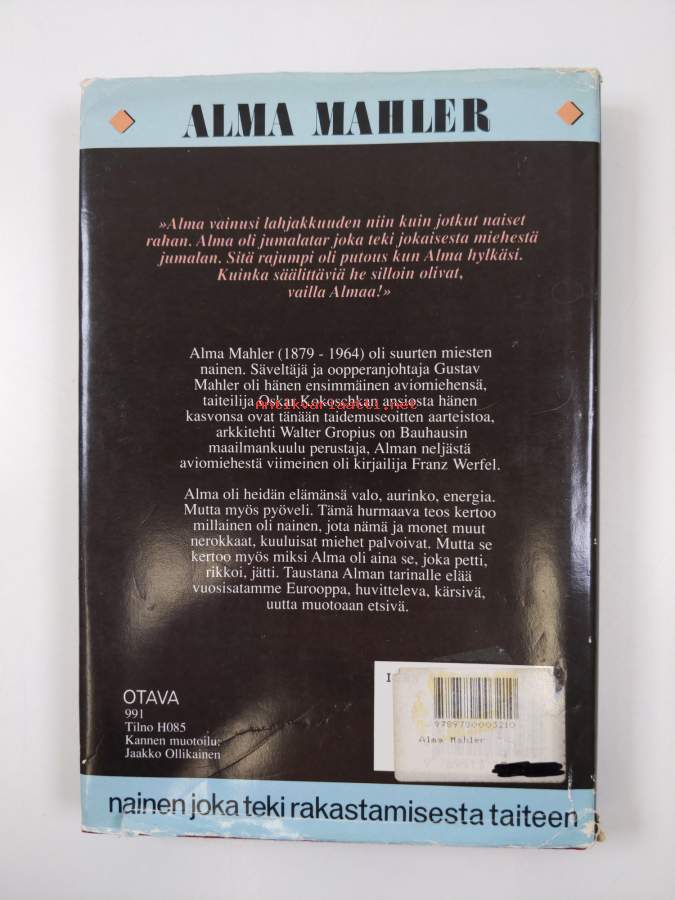 ALMA MAHLER
»Alma vainusi lahjakkuuden niin kuin jotkut naiset
rahan. Alma oli jumalatar joka teki jokaisesta miehestä
jumalan. Sitä rajumpi oli putous kun Alma hylkäsi.
Kuinka säälittäviä he silloin olivat,
vailla Almaa!»
Alma Mahler (1879 - 1964) oli suurten miesten
nainen. Säveltäjä ja oopperanjohtaja Gustav
Mahler oli hänen ensimmäinen aviomiehensä,
taiteilija Oskar Kokoschkan ansiosta hänen
antikvariaatti.net
kasvonsa ovat tänään taidemuseoitten aarteistoa,
arkkitehti Walter Gropius on Bauhausin
maailmankuulu perustaja, Alman neljästä
aviomiehestä viimeinen oli kirjailija Franz Werfel.
Alma oli heidän elämänsä valo, aurinko, energia.
Mutta myös pyöveli. Tämä hurmaava teos kertoo
millainen oli nainen, jota nämä ja monet muut
nerokkaat, kuuluisat miehet palvoivat. Mutta se
kertoo myös miksi Alma oli aina se, joka petti,
rikkoi, jätti. Taustana Alman tarinalle elää
vuosisatamme Eurooppa, huvitteleva, kärsivä,
uutta muotoaan etsivä.
OTAVA
991
Tilno H085
Kannen muotoilu:
Jaakko Ollikainen
9789700003210
Alma Mahler
nainen joka teki rakastamisesta taiteen